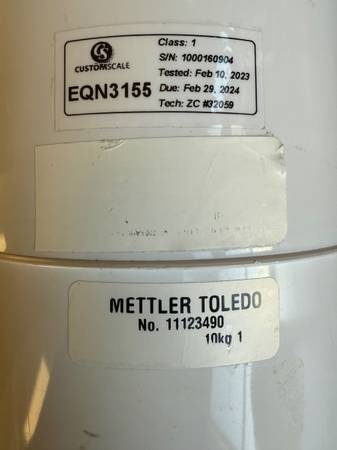 CS
CUSTOMSCALE
EQN3155
Class: 1
S/N: 1000160904
Tested: Feb 10, 2023
Due: Feb 29, 2024
Tech: ZC #32059
METTLER TOLEDO
No. 11123490
10kg 1